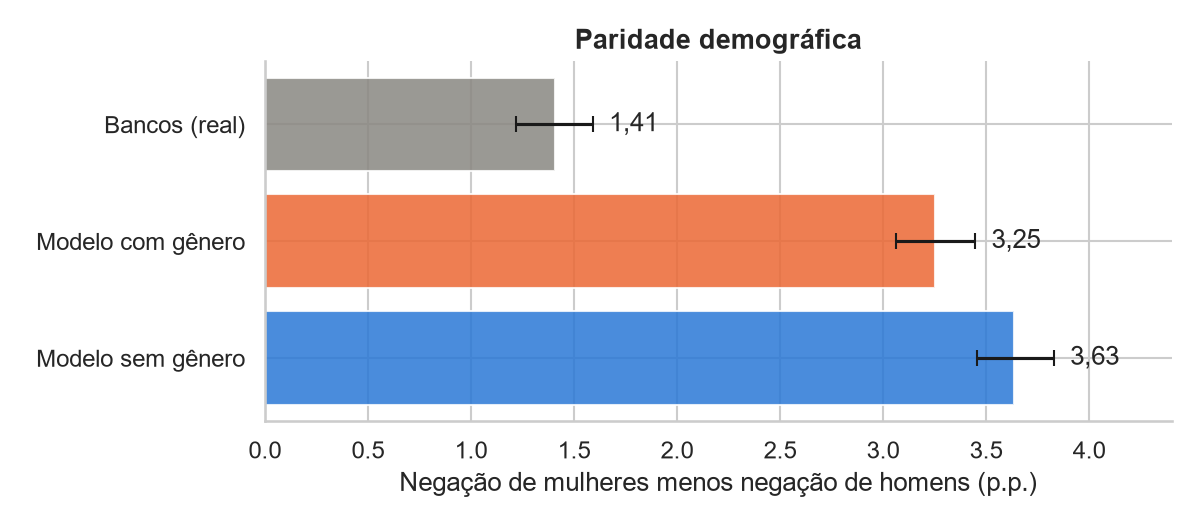 Paridade demográfica
Bancos (real)
1,41
Modelo com gênero
3,25
Modelo sem gênero
3,63
0.0 0.5 1.0 1.5 2.0 2.5 3.0 3.5 4.0
Negação de mulheres menos negação de homens (p.p.)